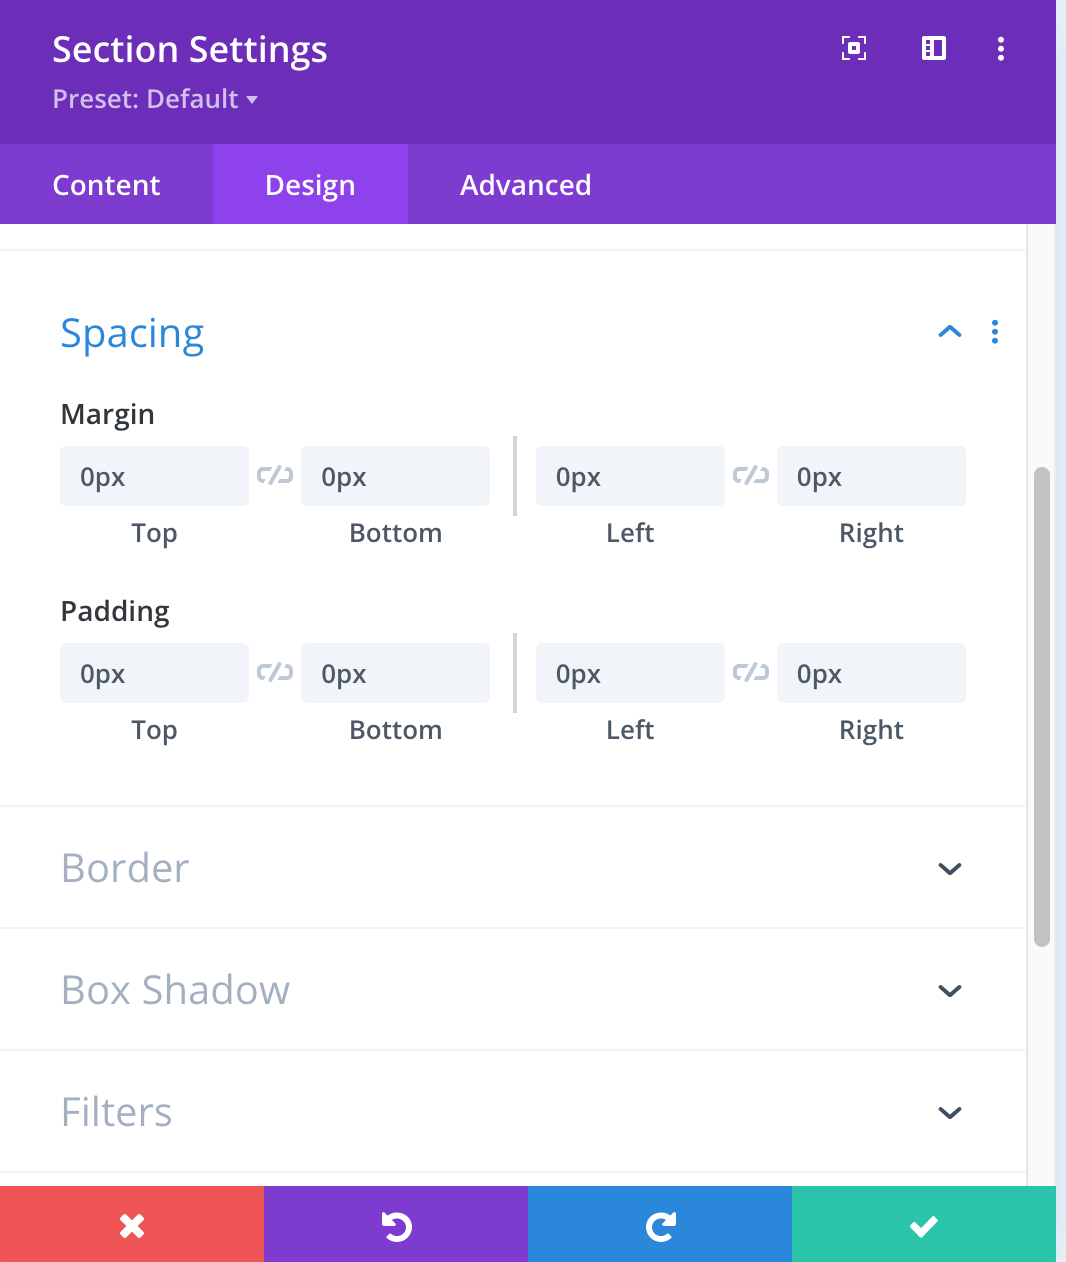 Section Settings
Preset: Default
Content Design Advanced
Spacing
Margin
0px 0px 0px 0px
Top Bottom Left Right
Padding
0px 0px 0px 0px
Top Bottom Left Right
Border
Box Shadow
Filters